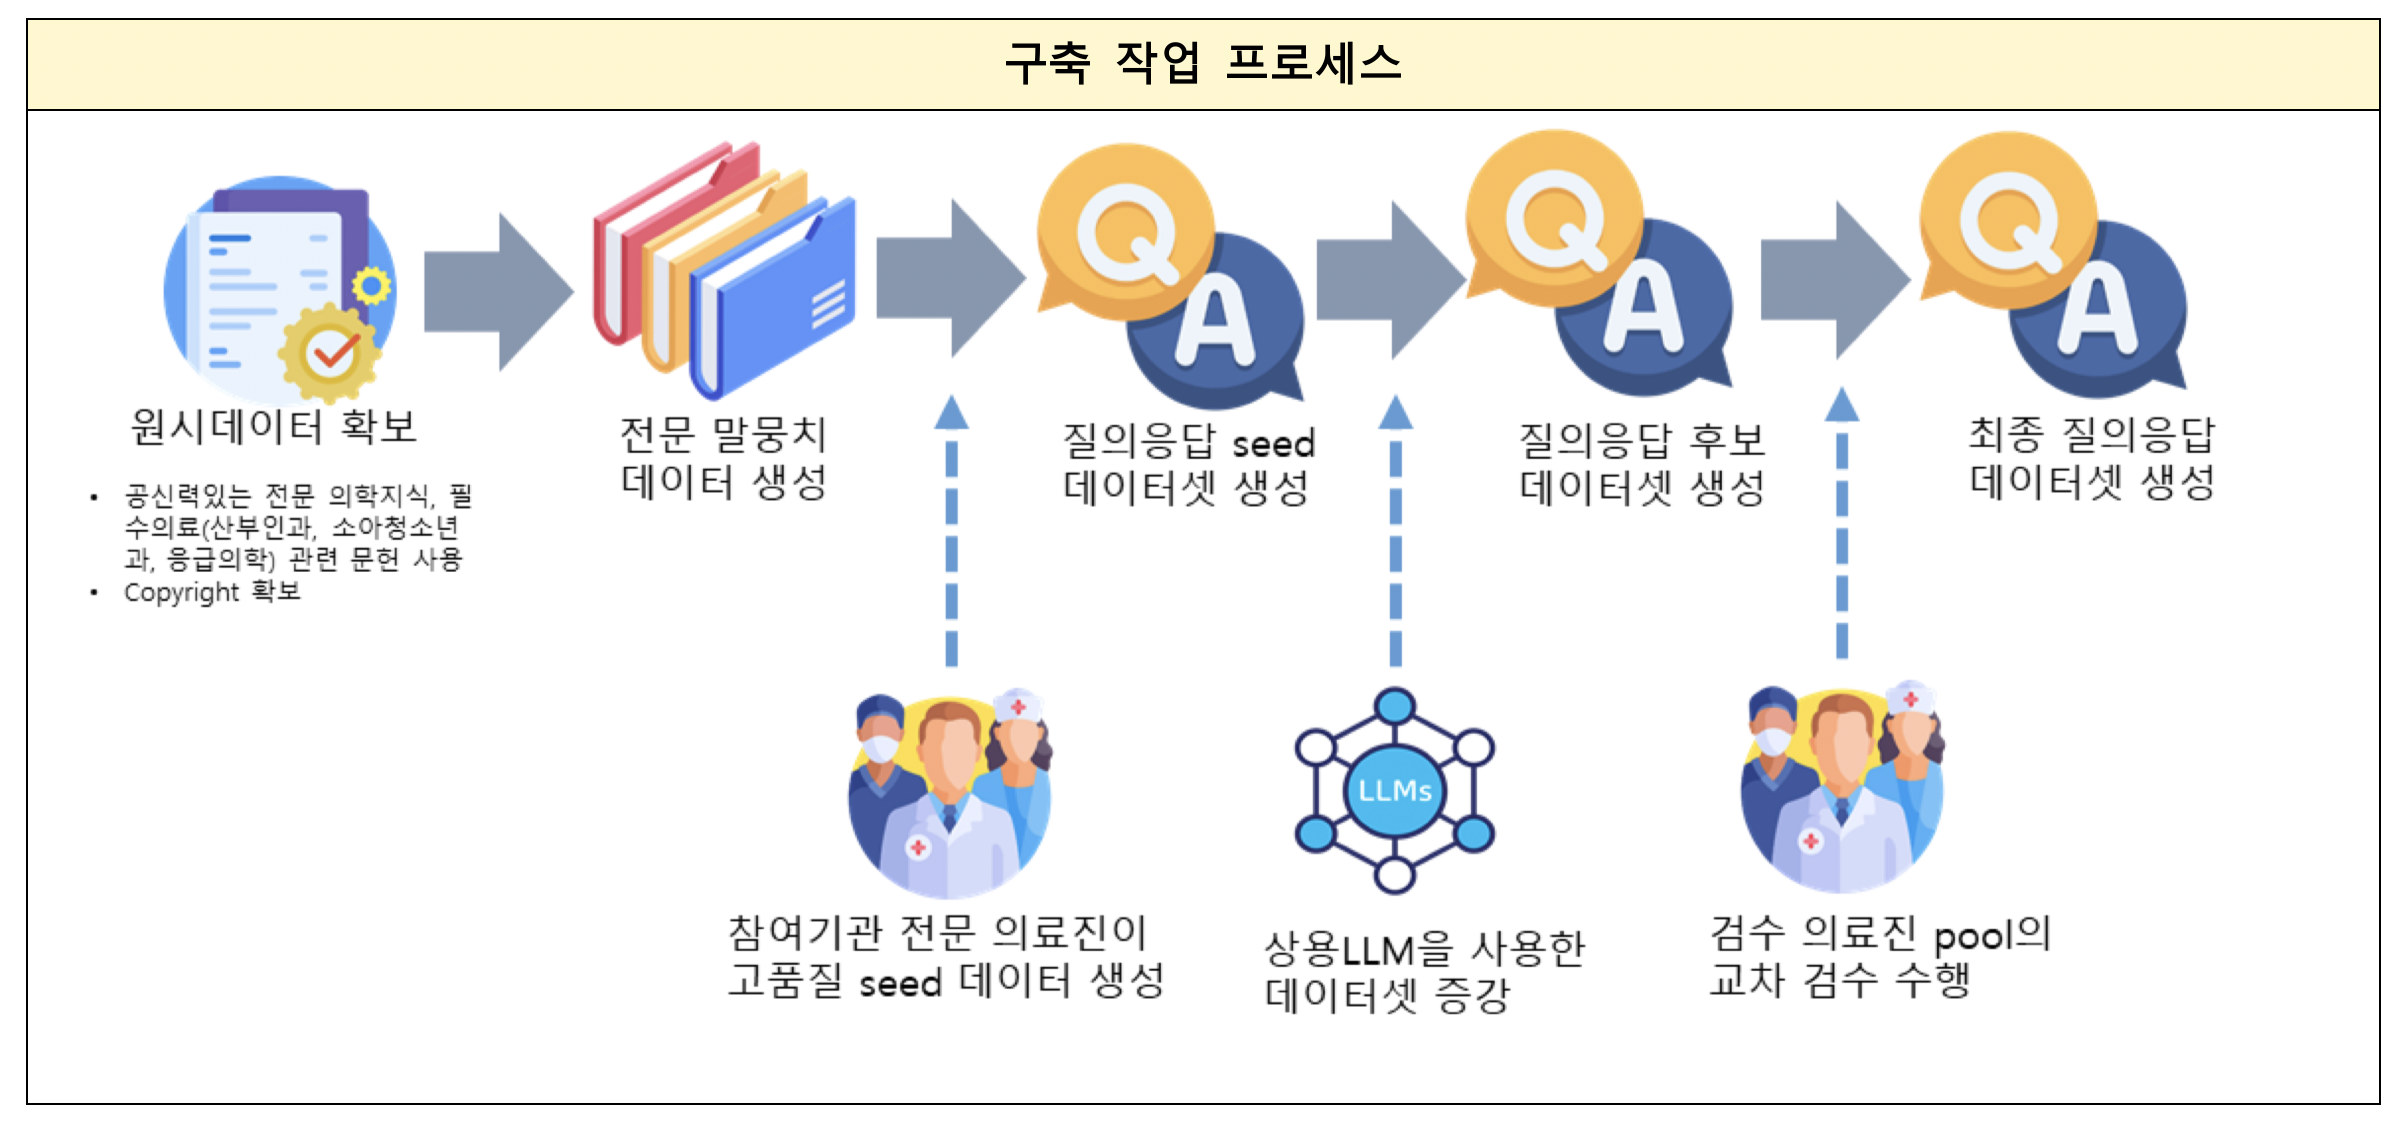 구축 작업 프로세스
원시데이터 확보
• 공신력있는 전문 의학지식, 필
수의료(산부인과, 소아청소년
과, 응급의학) 관련 문헌 사용
• Copyright 확보
전문 말뭉치
데이터 생성
Q
A
질의응답 seed
데이터셋 생성
Q
A
질의응답 후보
데이터셋 생성
Q
A
최종 질의응답
데이터셋 생성
참여기관 전문 의료진이
고품질 seed 데이터 생성
LLMs
상용LLM을 사용한
데이터셋 증강
검수 의료진 pool의
교차 검수 수행